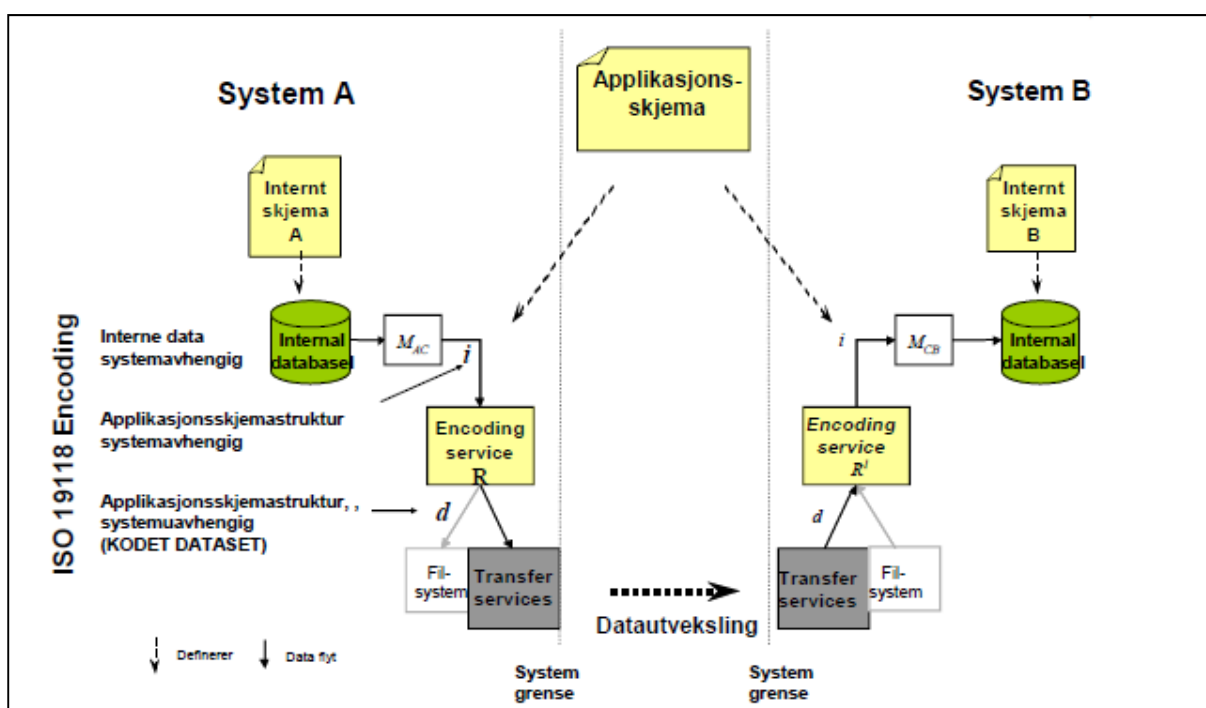 System A
Applikasjons-
skjema
System B
Internt
skjema
A
Internt
skjema
B
ISO 19118 Encoding
Interne data
systemavhengig
Internal
databasel
M_AC
i
i
M_CB
Internal
databasel
Applikasjonsskjemastruktur
systemavhengig
Encoding
service
R
Encoding
service
R^I
Applikasjonsskjemastruktur, ,
systemuavhengig
(KODET DATASET)
d
d
Fil-
system
Transfer
services
Datautveksling
Transfer
services
Fil-
system
Definerer
Data flyt
System
grense
System
grense